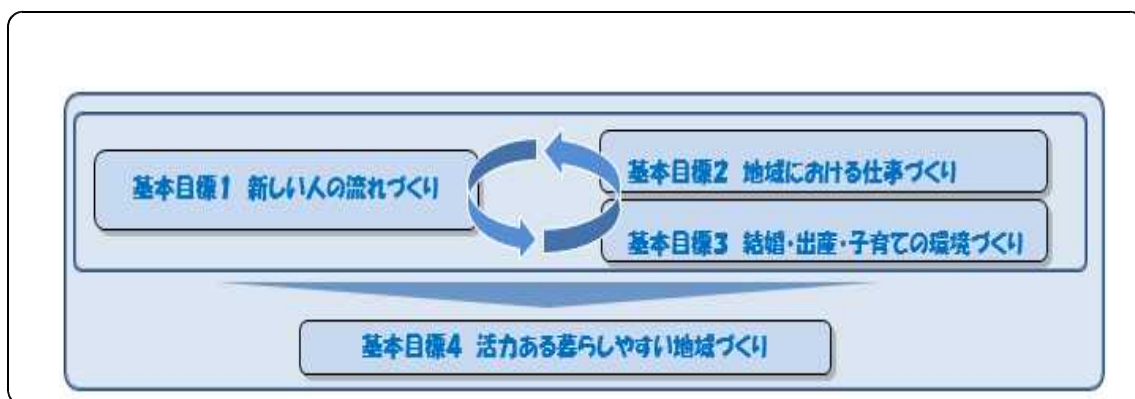 基本目標1 新しい人の流れづくり
基本目標2 地域における仕事づくり
基本目標3 結婚・出産・子育ての環境づくり
基本目標4 活力ある暮らしやすい地域づくり